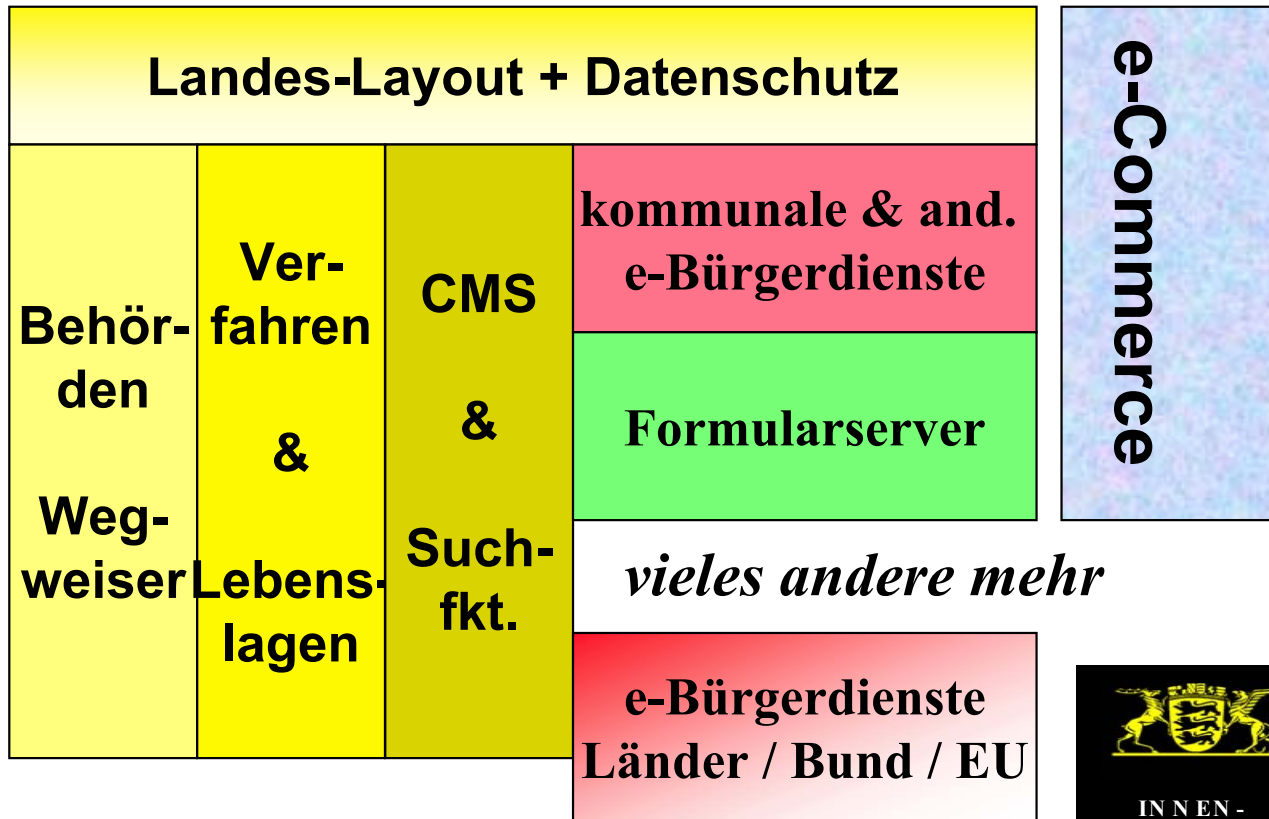 Landes-Layout + Datenschutz
Behör-
den
Weg-
weiser
Ver-
fahren
&
Lebens-
lagen
CMS
&
Such-
fkt.
kommunale & and.
e-Bürgerdienste
Formularserver
vieles andere mehr
e-Bürgerdienste
Länder / Bund / EU
e-Commerce
INNEN-